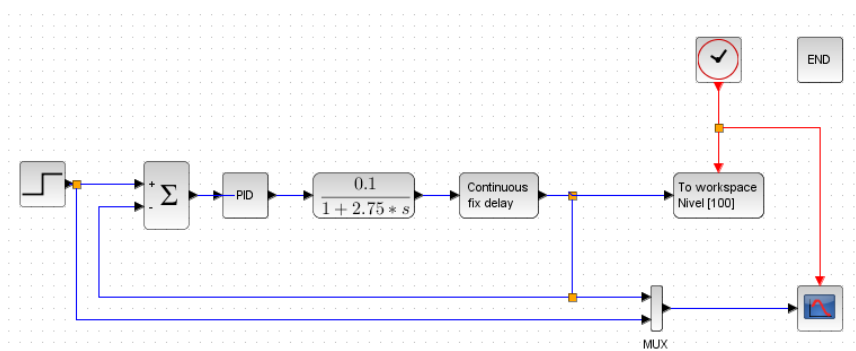 END
+
-
Σ
PID
0.1
1 + 2.75 * s
Continuous
fix delay
To workspace
Nivel [100]
MUX